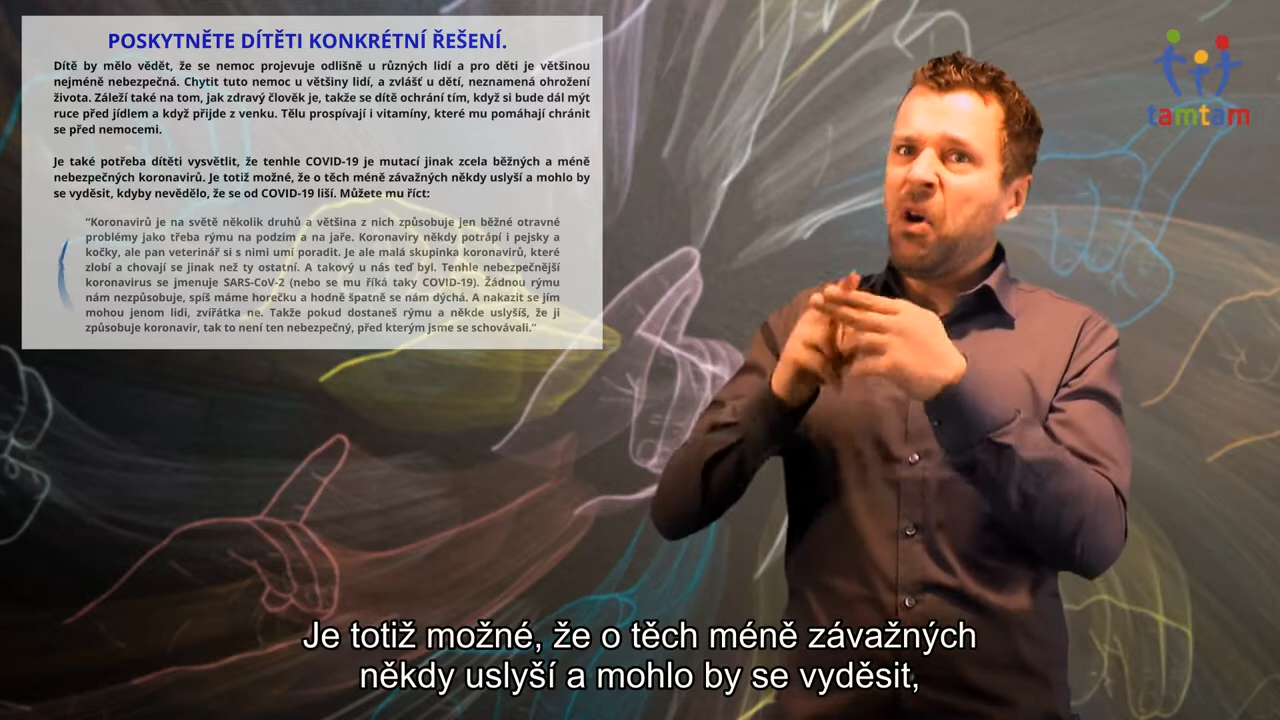 POSKYTNĚTE DÍTĚTI KONKRÉTNÍ ŘEŠENÍ.
Dítě by mělo vědět, že se nemoc projevuje odlišně u různých lidí a pro děti je většinou
nejméně nebezpečná. Chytit tuto nemoc u většiny lidí, a zvlášť u dětí, neznamená ohrožení
života. Záleží také na tom, jak zdravý člověk je, takže se dítě ochrání tím, když si bude dál mýt
ruce před jídlem a když přijde z venku. Tělu prospívají i vitamíny, které mu pomáhají chránit
se před nemocemi.
Je také potřeba dítěti vysvětlit, že tenhle COVID-19 je mutací jinak zcela běžných a méně
nebezpečných koronavirů. Je totiž možné, že o těch méně závažných někdy uslyší a mohlo by
se vyděsit, kdyby nevědělo, že se od COVID-19 liší. Můžete mu říct:
“Koronavirů je na světě několik druhů a většina z nich způsobuje jen běžné otravné
problémy jako třeba rýmu na podzim a na jaře. Koronaviry někdy potrápí i pejsky a
kočky, ale pan veterinář si s nimi umí poradit. Je ale malá skupinka koronavirů, které
zlobí a chovají se jinak než ty ostatní. A takový u nás teď byl. Tenhle nebezpečnější
koronavirus se jmenuje SARS-CoV-2 (nebo se mu říká taky COVID-19). Žádnou rýmu
nám nezpůsobuje, spíš máme horečku a hodně špatně se nám dýchá. A nakazit se jím
mohou jenom lidi, zvířátka ne. Takže pokud dostaneš rýmu a někde uslyšíš, že ji
způsobuje koronavir, tak to není ten nebezpečný, před kterým jsme se schovávali.”
tamtam
Je totiž možné, že o těch méně závažných
někdy uslyší a mohlo by se vyděsit,